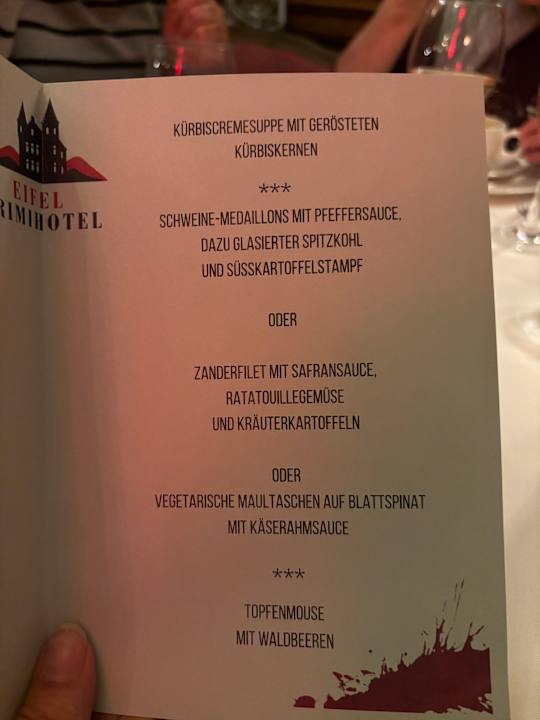 EIFEL
RIMIHOTEL
KÜRBISCREMESUPPE MIT GERÖSTETEN
KÜRBISKERNEN
***
SCHWEINE-MEDAILLONS MIT PFEFFERSAUCE,
DAZU GLASIERTER SPITZKOHL
UND SÜSSKARTOFFELSTAMPF
ODER
ZANDERFILET MIT SAFRANSAUCE,
RATATOUILLEGEMÜSE
UND KRÄUTERKARTOFFELN
ODER
VEGETARISCHE MAULTASCHEN AUF BLATTSPINAT
MIT KÄSERAHMSAUCE
***
TOPFENMOUSE
MIT WALDBEEREN